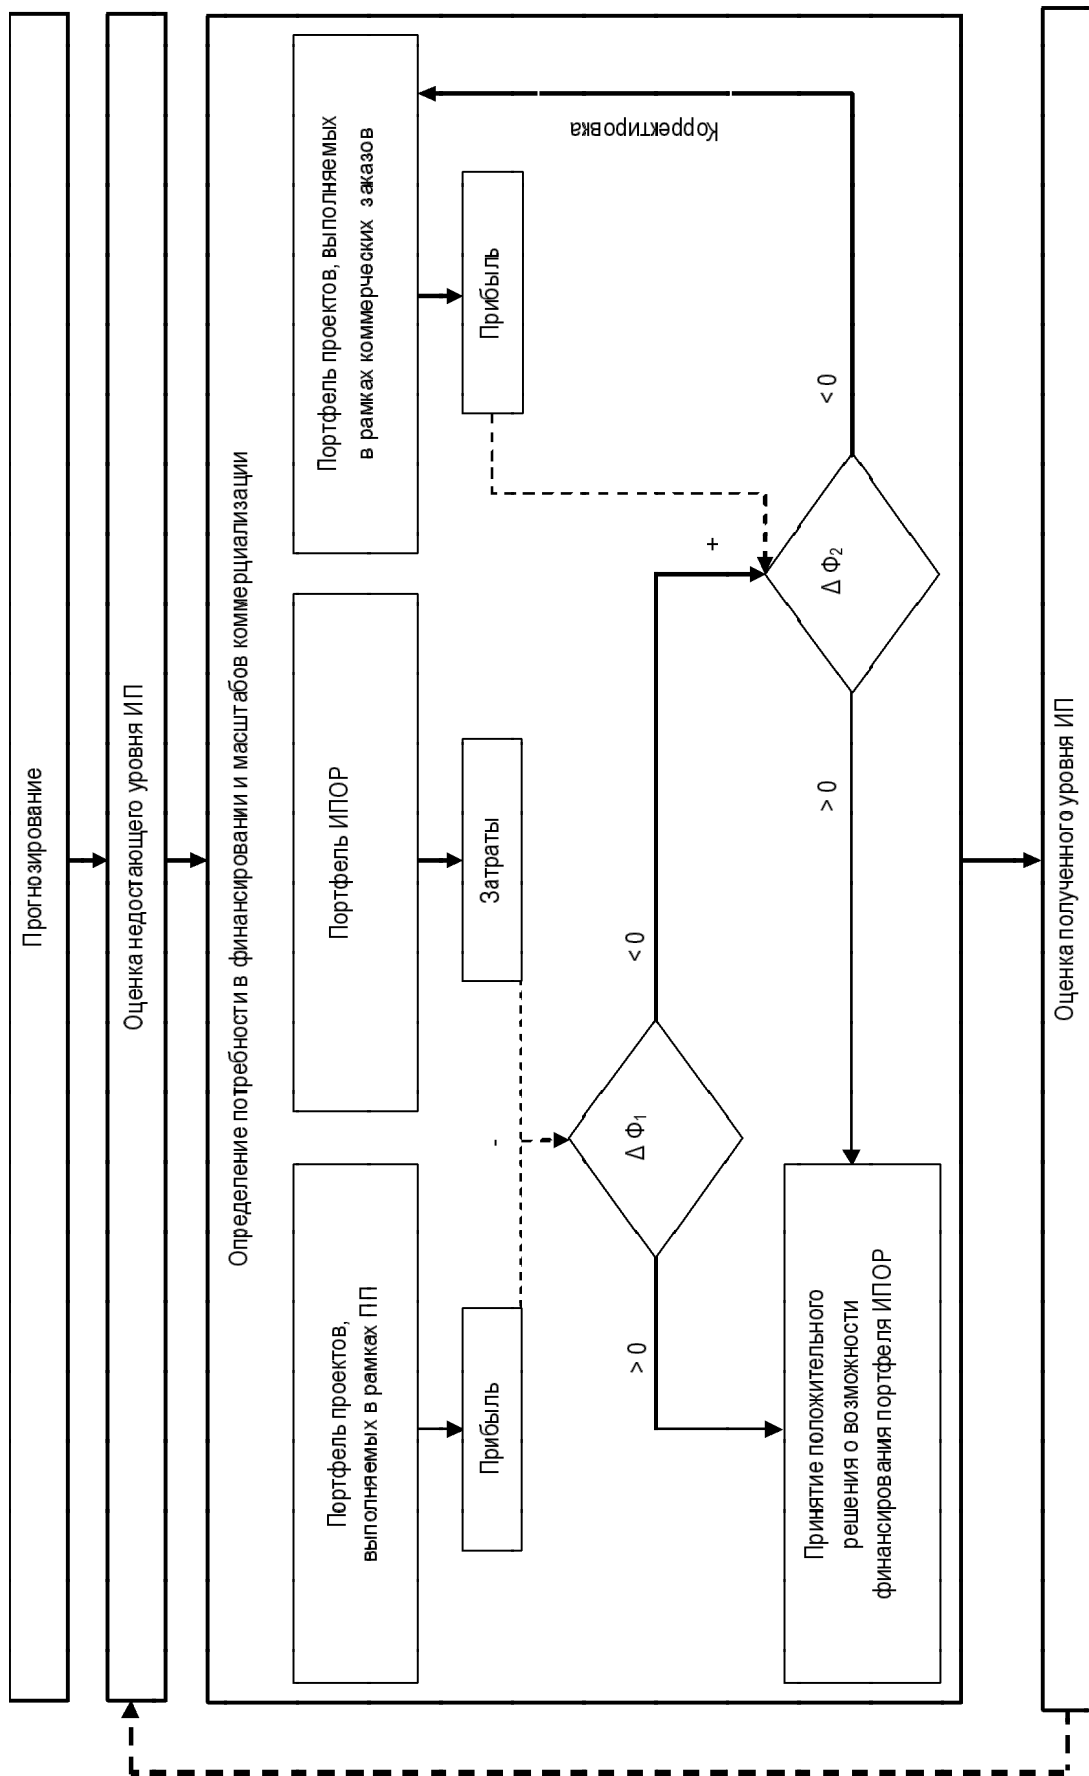 Прогнозирование
Оценка недостающего уровня ИП
Определение потребности в финансировании и масштабов коммерциализации
Портфель проектов,
выполняемых в рамках ПП
Портфель ИПОР
Портфель проектов, выполняемых
в рамках коммерческих заказов
Прибыль
Затраты
Прибыль
-
Корректировка
Δ Ф₁
> 0
< 0
+
Δ Ф₂
> 0
< 0
Принятие положительного
решения о возможности
финансирования портфеля ИПОР
Оценка полученного уровня ИП